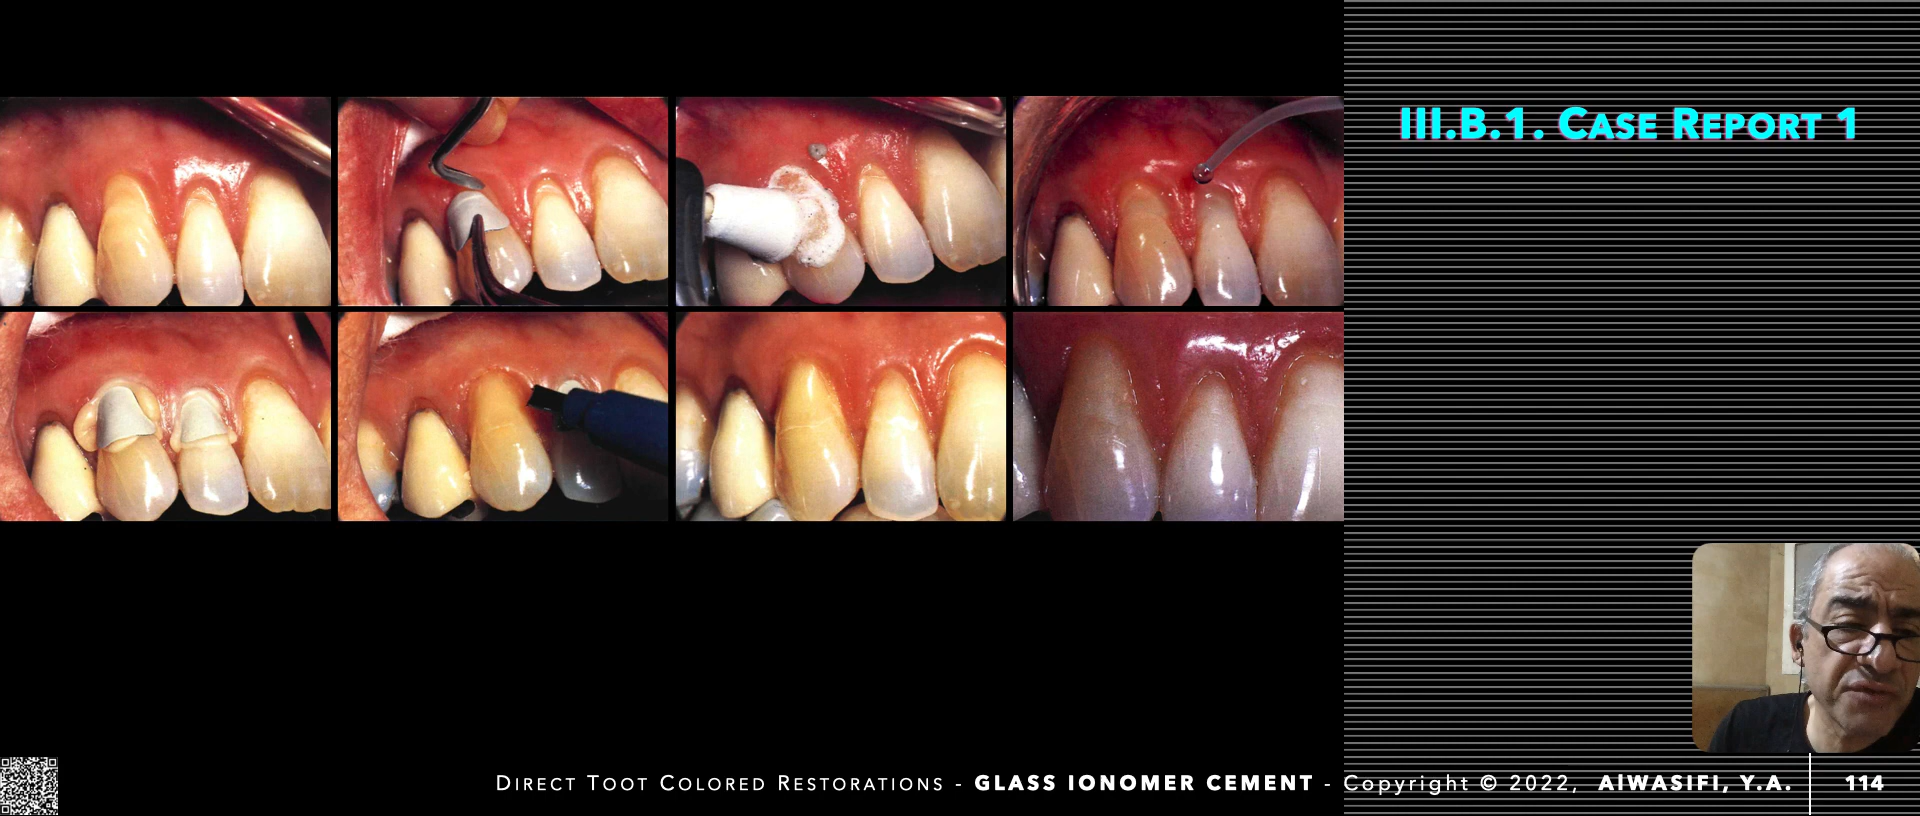 III.B.1. CASE REPORT 1
DIRECT TOOT COLORED RESTORATIONS - GLASS IONOMER CEMENT - Copyright © 2022, AlWASIFI, Y.A. 114